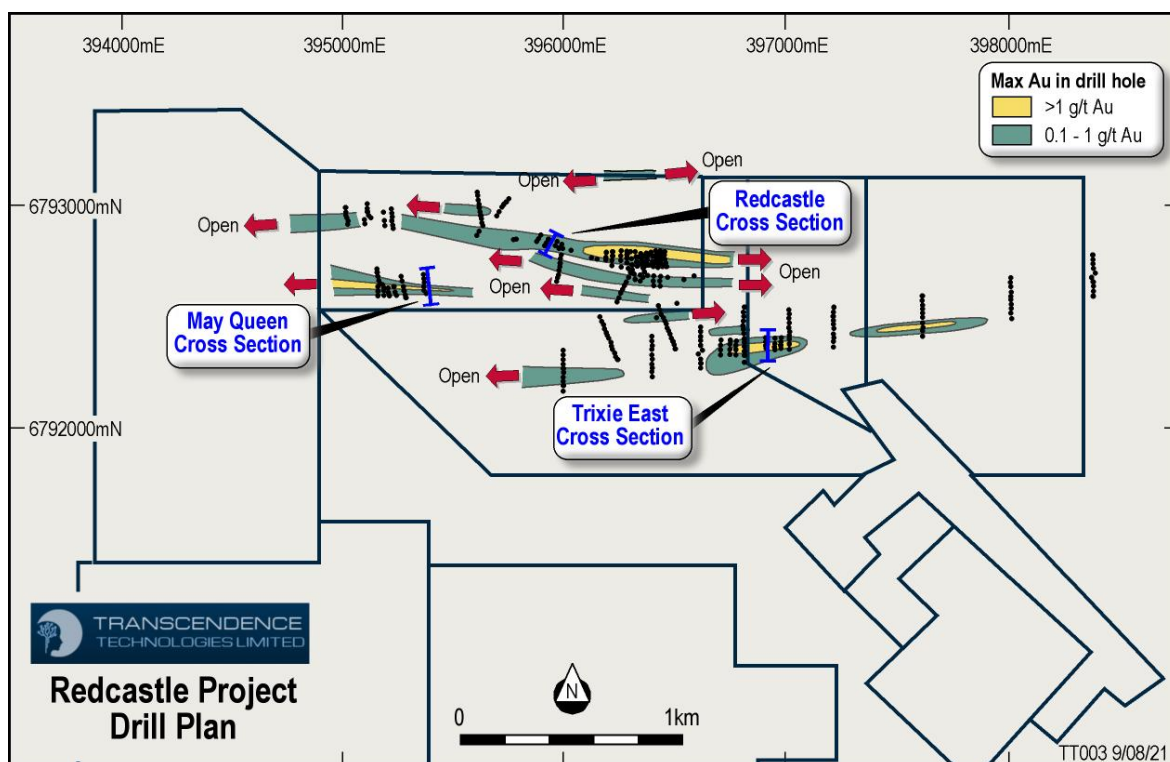 394000mE
395000mE
396000mE
397000mE
398000mE
Max Au in drill hole
>1 g/t Au
0.1 - 1 g/t Au
Open
Open
6793000mN
Open
Redcastle
Cross Section
Open
Open
May Queen
Cross Section
Open
Trixie East
Cross Section
6792000mN
TRANSCENDENCE
TECHNOLOGIES LIMITED
Redcastle Project
Drill Plan
N
0
1km
TT003 9/08/21